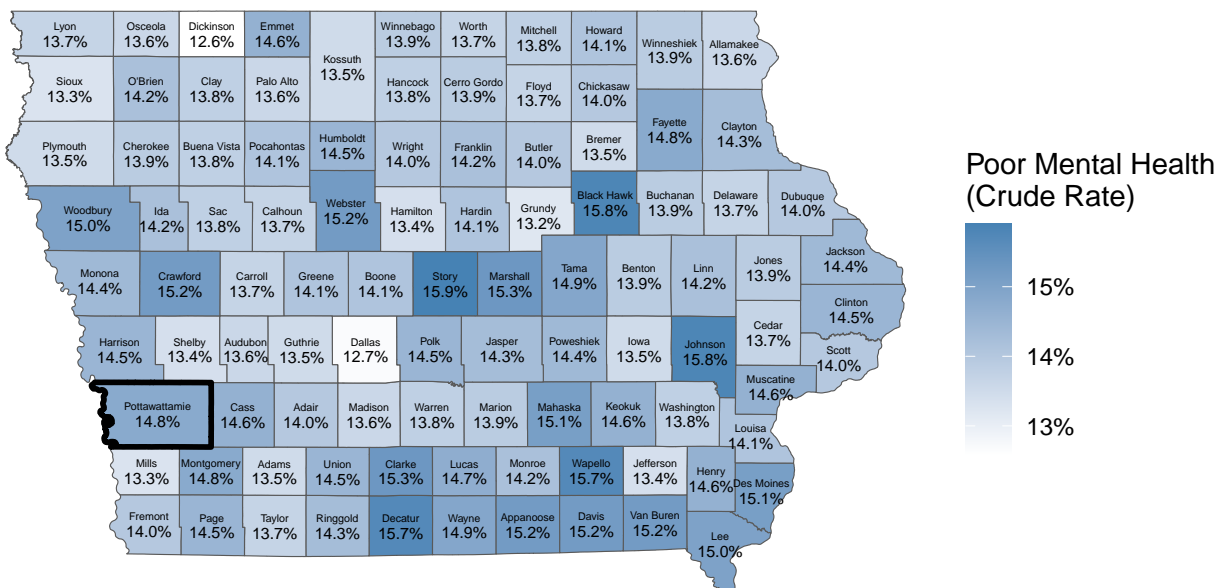 Lyon
13.7%
Osceola
13.6%
Dickinson
12.6%
Emmet
14.6%
Kossuth
13.5%
Winnebago
13.9%
Worth
13.7%
Mitchell
13.8%
Howard
14.1%
Winneshiek
13.9%
Allamakee
13.6%
Sioux
13.3%
O'Brien
14.2%
Clay
13.8%
Palo Alto
13.6%
Hancock
13.8%
Cerro Gordo
13.9%
Floyd
13.7%
Chickasaw
14.0%
Fayette
14.8%
Clayton
14.3%
Plymouth
13.5%
Cherokee
13.9%
Buena Vista
13.8%
Pocahontas
14.1%
Humboldt
14.5%
Wright
14.0%
Franklin
14.2%
Butler
14.0%
Bremer
13.5%
Woodbury
15.0%
Ida
14.2%
Sac
13.8%
Calhoun
13.7%
Webster
15.2%
Hamilton
13.4%
Hardin
14.1%
Grundy
13.2%
Black Hawk
15.8%
Buchanan
13.9%
Delaware
13.7%
Dubuque
14.0%
Monona
14.4%
Crawford
15.2%
Carroll
13.7%
Greene
14.1%
Boone
14.1%
Story
15.9%
Marshall
15.3%
Tama
14.9%
Benton
13.9%
Linn
14.2%
Jones
13.9%
Jackson
14.4%
Clinton
14.5%
Harrison
14.5%
Shelby
13.4%
Audubon
13.6%
Guthrie
13.5%
Dallas
12.7%
Polk
14.5%
Jasper
14.3%
Poweshiek
14.4%
Iowa
13.5%
Johnson
15.8%
Cedar
13.7%
Scott
14.0%
Muscatine
14.6%
Pottawattamie
14.8%
Cass
14.6%
Adair
14.0%
Madison
13.6%
Warren
13.8%
Marion
13.9%
Mahaska
15.1%
Keokuk
14.6%
Washington
13.8%
Louisa
14.1%
Mills
13.3%
Montgomery
14.8%
Adams
13.5%
Union
14.5%
Clarke
15.3%
Lucas
14.7%
Monroe
14.2%
Wapello
15.7%
Jefferson
13.4%
Henry
14.6%
Des Moines
15.1%
Fremont
14.0%
Page
14.5%
Taylor
13.7%
Ringgold
14.3%
Decatur
15.7%
Wayne
14.9%
Appanoose
15.2%
Davis
15.2%
Van Buren
15.2%
Lee
15.0%
Poor Mental Health
(Crude Rate)
15%
14%
13%